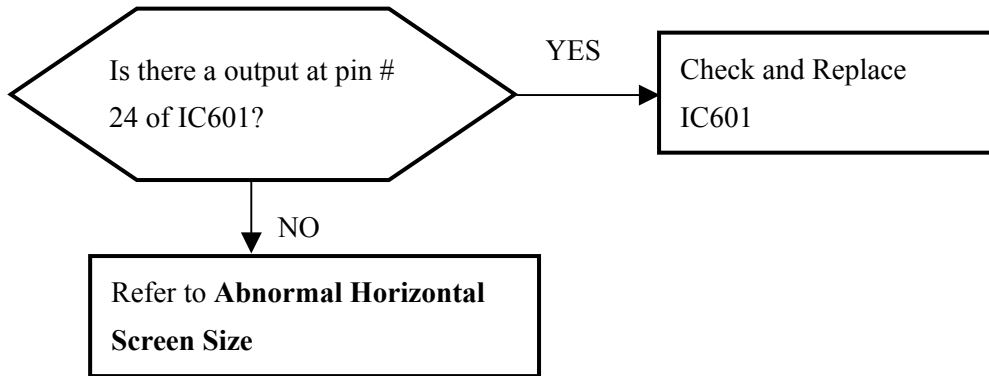 Is there a output at pin #
24 of IC601?
YES
Check and Replace
IC601
NO
Refer to Abnormal Horizontal
Screen Size